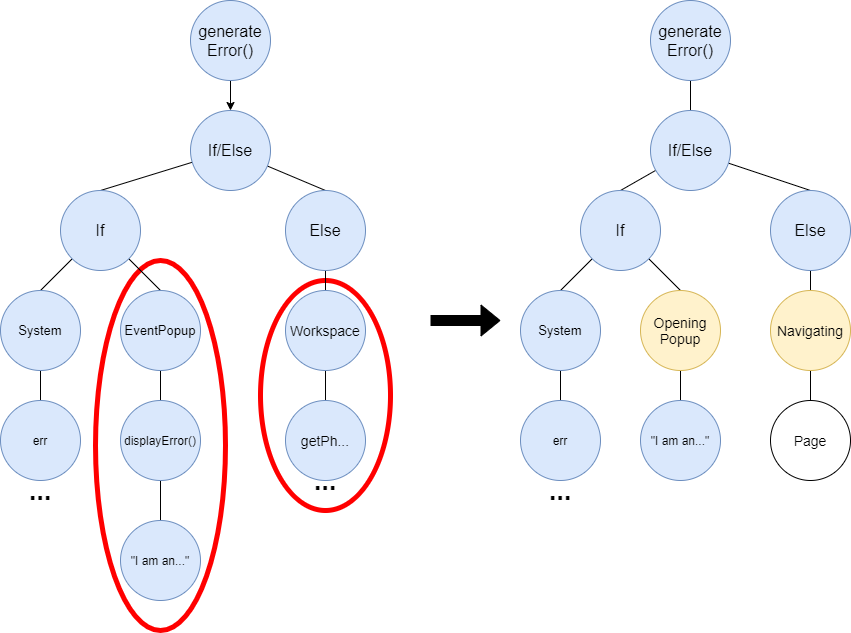 generate
Error()
If/Else
If
Else
System
EventPopup
Workspace
err
displayError()
getPh...
...
...
"I am an..."
generate
Error()
If/Else
If
Else
System
Opening
Popup
Navigating
err
"I am an..."
Page
...